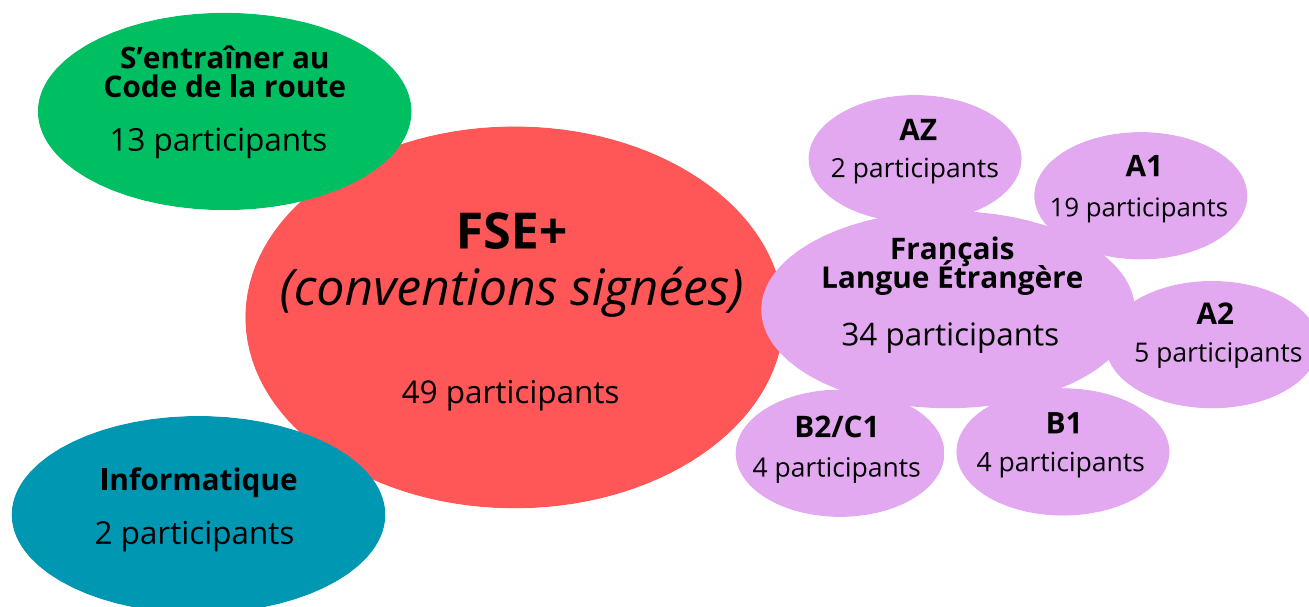 S’entraîner au
Code de la route
13 participants
FSE+
(conventions signées)
49 participants
Informatique
2 participants
AZ
2 participants
A1
19 participants
Français
Langue Étrangère
34 participants
A2
5 participants
B2/C1
4 participants
B1
4 participants